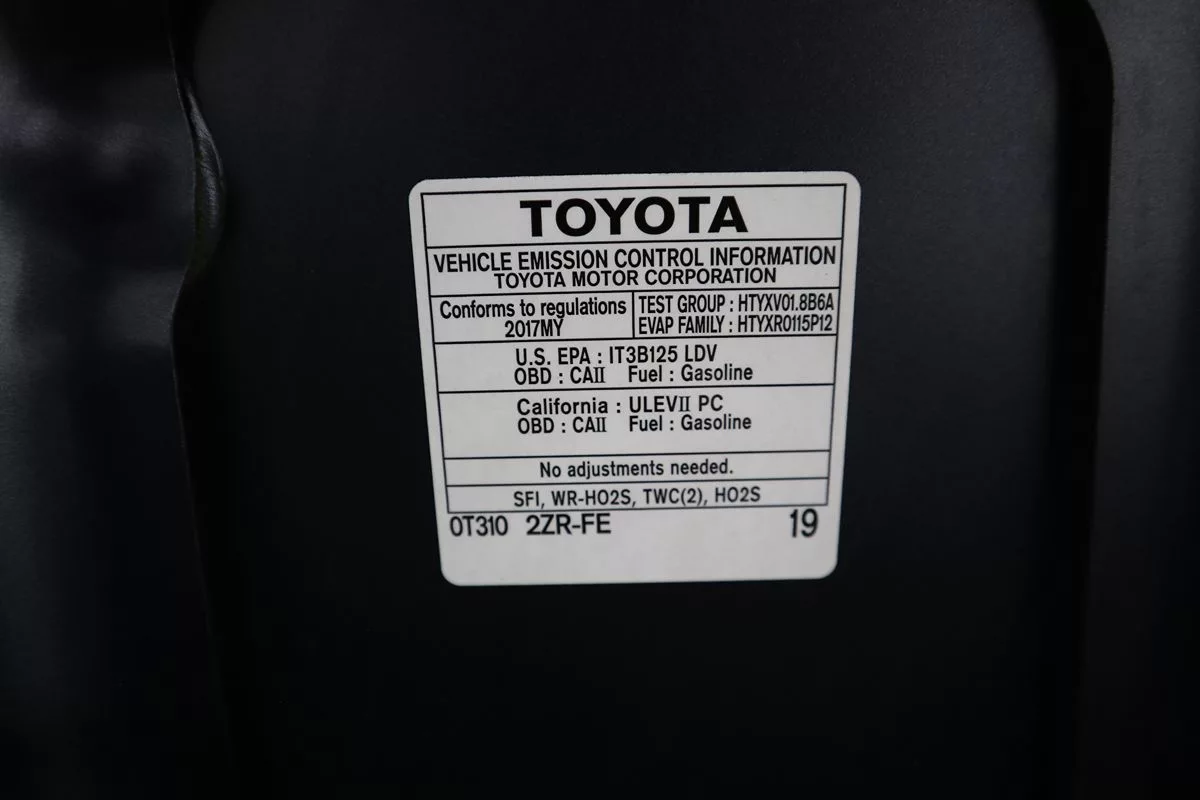 TOYOTA
VEHICLE EMISSION CONTROL INFORMATION
TOYOTA MOTOR CORPORATION
Conforms to regulations
2017MY
TEST GROUP : HTYXV01.8B6A
EVAP FAMILY : HTYXR0115P12
U.S. EPA : IT3B125 LDV
OBD : CAⅡ Fuel : Gasoline
California : ULEVⅡ PC
OBD : CAⅡ Fuel : Gasoline
No adjustments needed.
SFI, WR-HO2S, TWC(2), HO2S
0T310 2ZR-FE 19